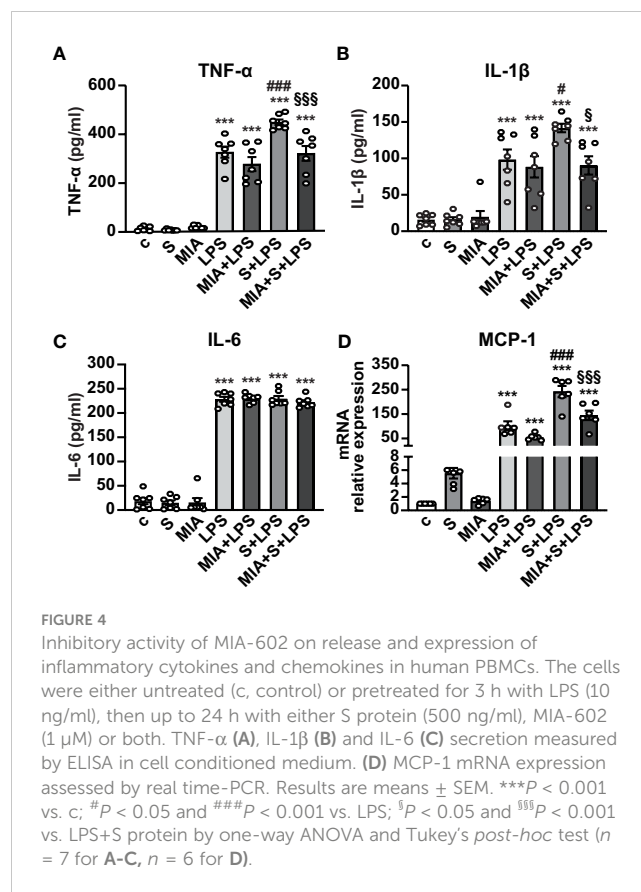 A
TNF-α
TNF-α (pg/ml)
600
400
200
0
***
***
###
***
§§§
***
c
S
MIA
LPS
MIA+LPS
S+LPS
MIA+S+LPS
B
IL-1β
IL-1β (pg/ml)
200
150
100
50
0
***
***
#
***
§
***
c
S
MIA
LPS
MIA+LPS
S+LPS
MIA+S+LPS
C
IL-6
IL-6 (pg/ml)
300
200
100
0
***
***
***
***
c
S
MIA
LPS
MIA+LPS
S+LPS
MIA+S+LPS
D
MCP-1
mRNA
relative expression
350
250
150
50
8
6
4
2
0
***
***
###
***
§§§
***
c
S
MIA
LPS
MIA+LPS
S+LPS
MIA+S+LPS
FIGURE 4
Inhibitory activity of MIA-602 on release and expression of
inflammatory cytokines and chemokines in human PBMCs. The cells
were either untreated (c, control) or pretreated for 3 h with LPS (10
ng/ml), then up to 24 h with either S protein (500 ng/ml), MIA-602
(1 µM) or both. TNF-α (A), IL-1β (B) and IL-6 (C) secretion measured
by ELISA in cell conditioned medium. (D) MCP-1 mRNA expression
assessed by real time-PCR. Results are means ± SEM. ***P < 0.001
vs. c; #P < 0.05 and ###P < 0.001 vs. LPS; §P < 0.05 and §§§P < 0.001
vs. LPS+S protein by one-way ANOVA and Tukey's post-hoc test (n
= 7 for A-C, n = 6 for D).